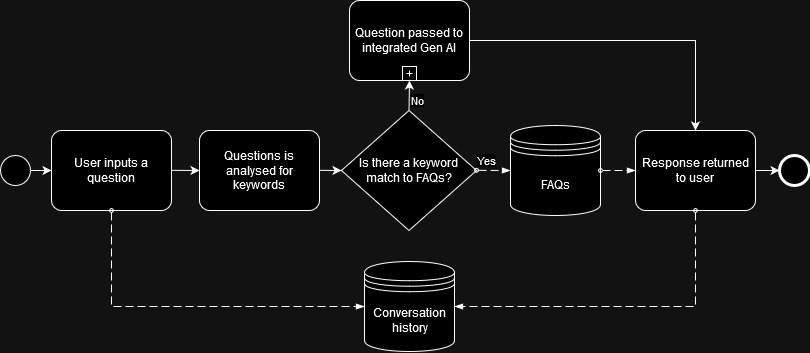 Question passed to
integrated Gen AI
+
No
User inputs a
question
Questions is
analysed for
keywords
Is there a keyword
match to FAQs?
Yes
FAQs
Response returned
to user
Conversation
history